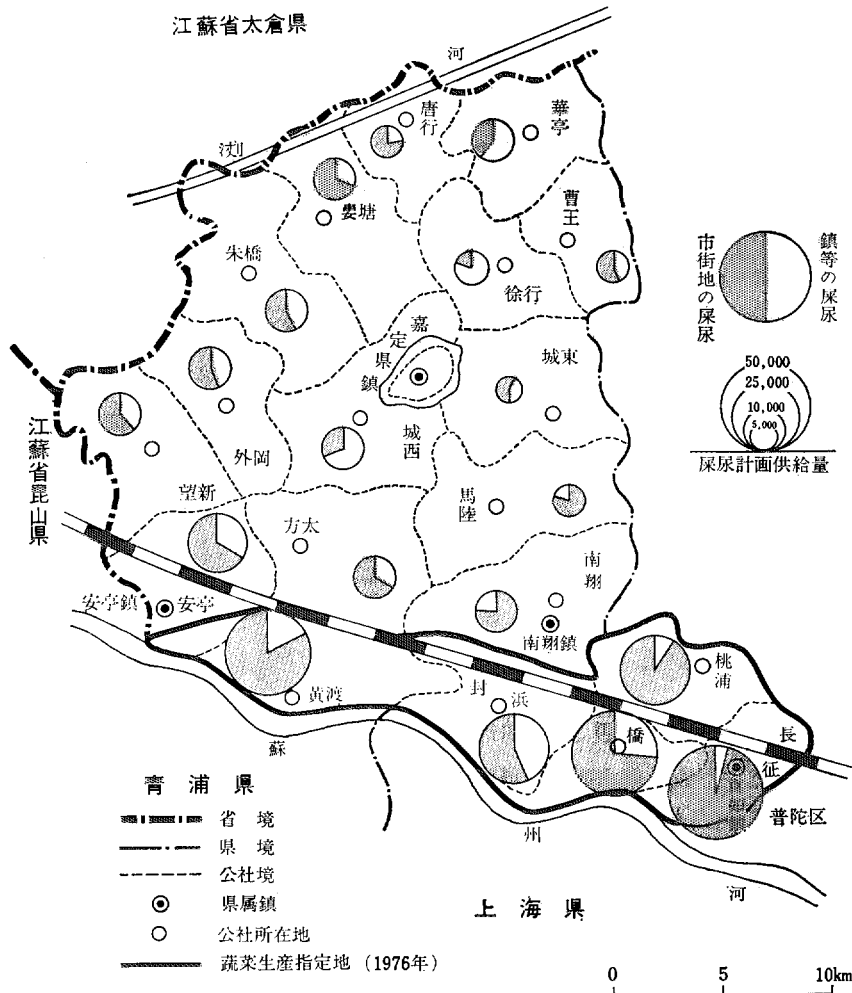 江蘇省太倉県
河
瀏
唐行
華亭
婁塘
曹王
朱橋
徐行
嘉定県鎮
城東
城西
外岡
望新
馬陸
方太
南翔
安亭鎮
安亭
南翔鎮
桃浦
黄渡
封浜
橋
長征
普陀区
蘇
州
河
江蘇省昆山県
市街地の屎尿
鎮等の屎尿
50,000
25,000
10,000
5,000
屎尿計画供給量
青浦県
上海県
省境
県境
公社境
県属鎮
公社所在地
蔬菜生産指定地 (1976年)
0 5 10km